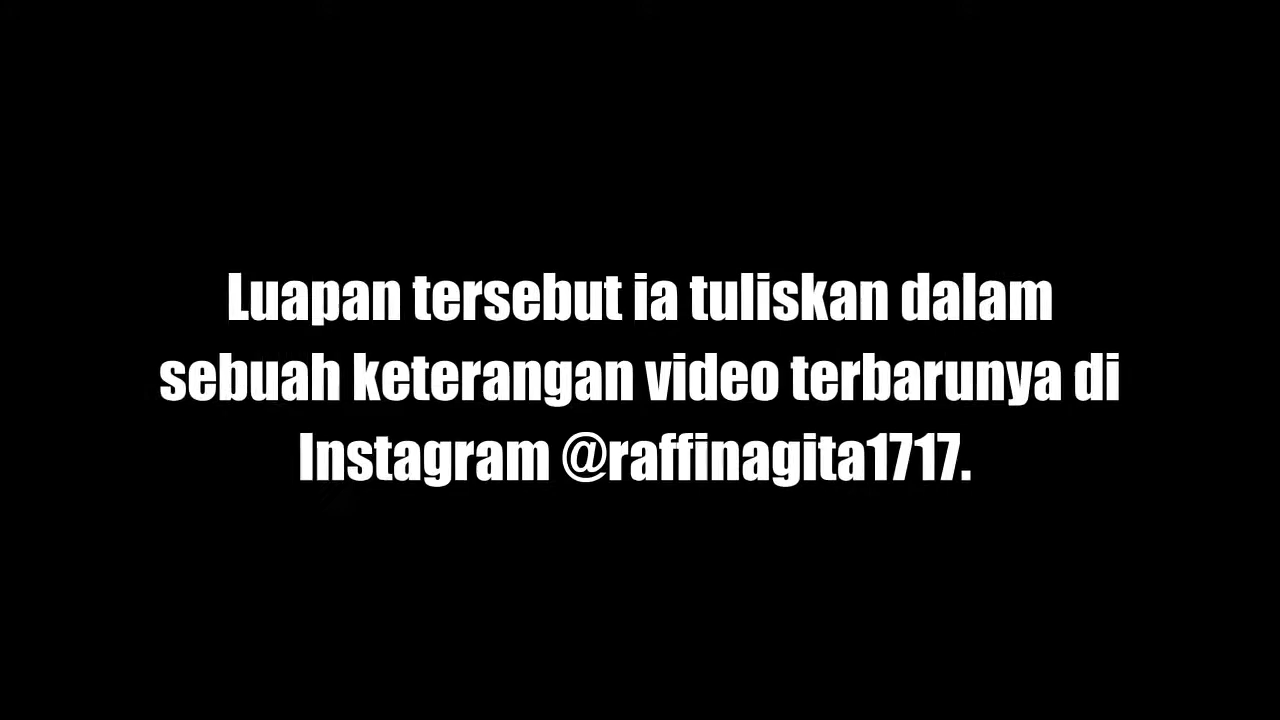 Luapan tersebut ia tuliskan dalam
sebuah keterangan video terbarunya di
Instagram @raffinagita1717.